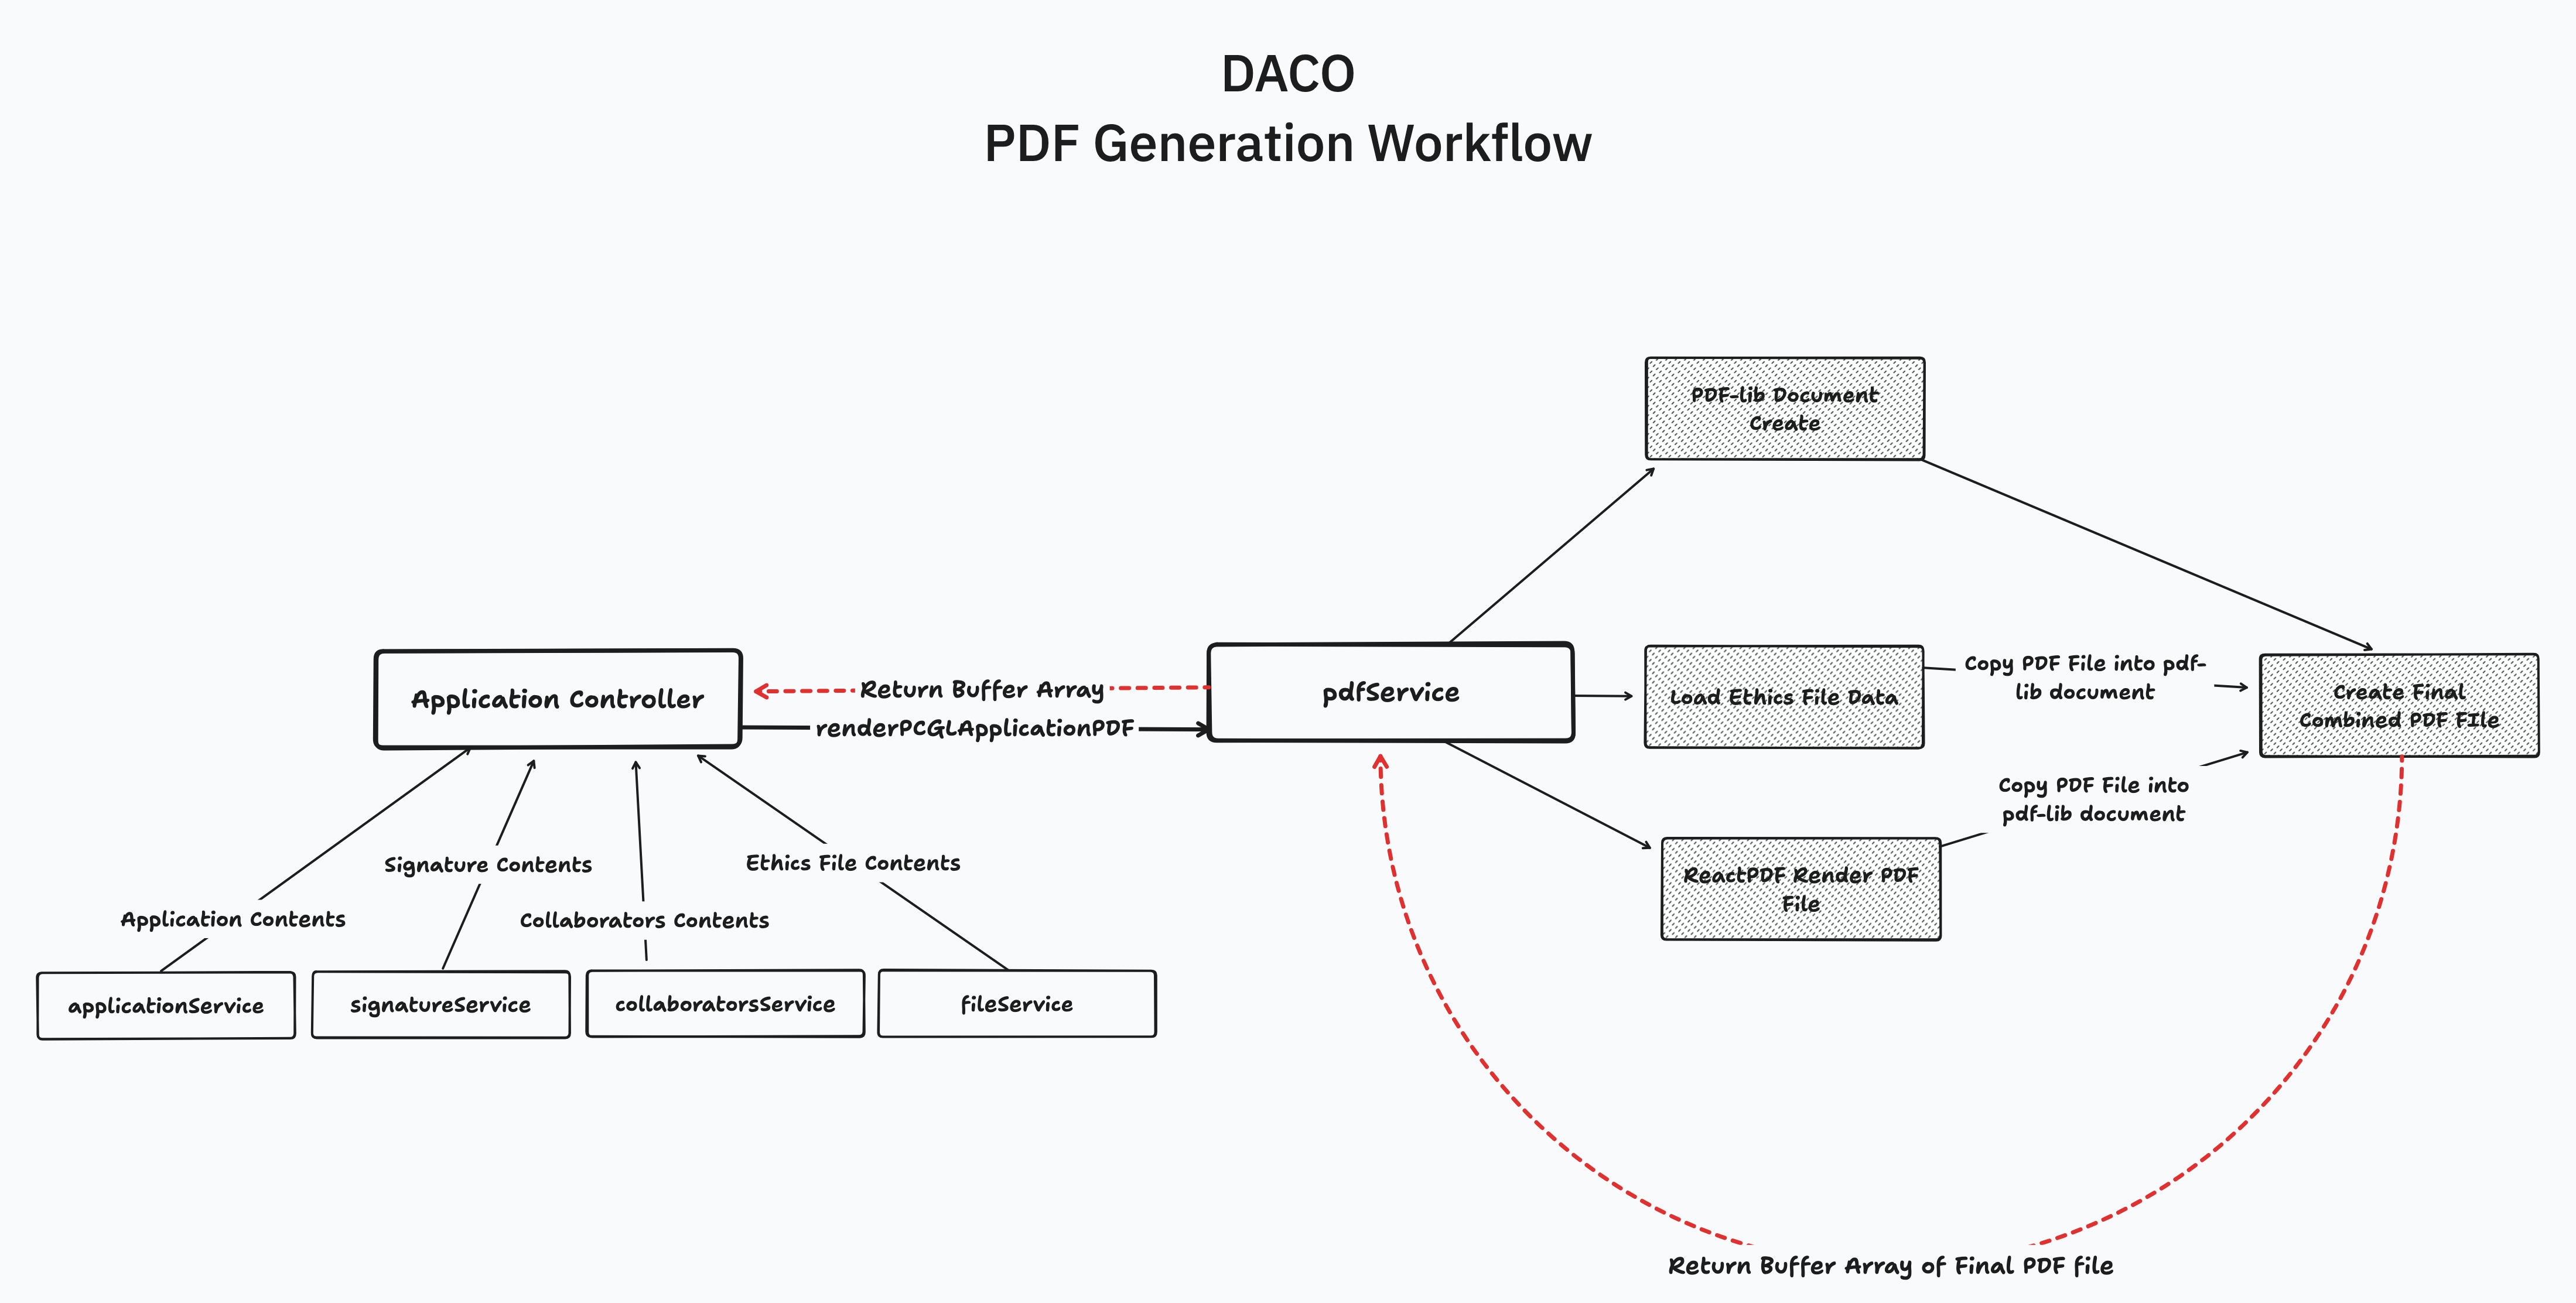 DACO
PDF Generation Workflow
PDF-lib Document
Create
Application Controller
Return Buffer Array
renderPCGLApplicationPDF
pdfService
Load Ethics File Data
Copy PDF File into pdf-
lib document
Create Final
Combined PDF FIle
Copy PDF File into
pdf-lib document
ReactPDF Render PDF
File
Signature Contents
Ethics File Contents
Application Contents
Collaborators Contents
applicationService
signatureService
collaboratorsService
fileService
Return Buffer Array of Final PDF file